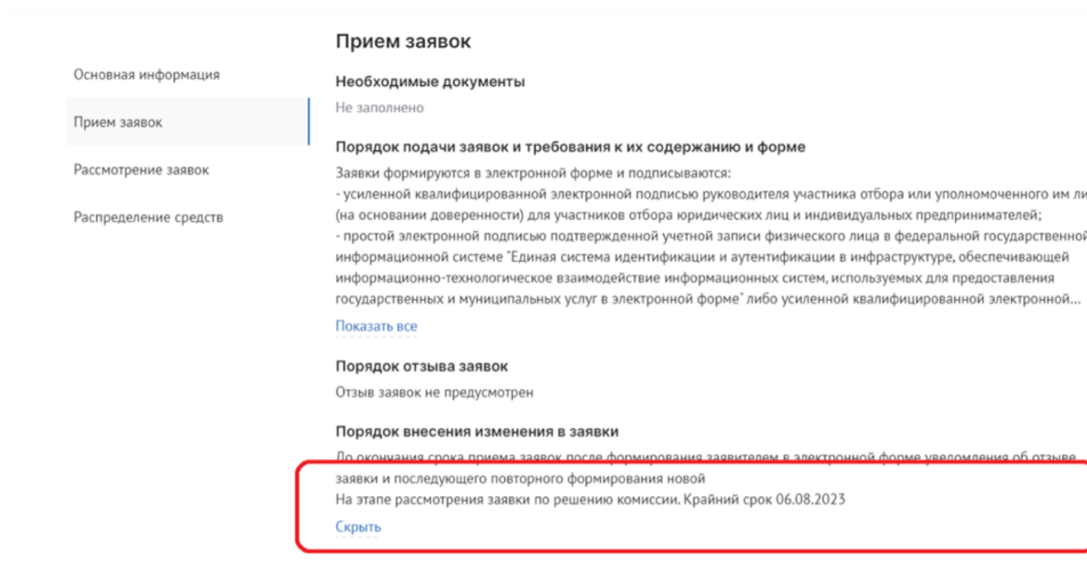 Прием заявок
Основная информация
Необходимые документы
Не заполнено
Прием заявок
Порядок подачи заявок и требования к их содержанию и форме
Рассмотрение заявок
Заявки формируются в электронной форме и подписываются:
- усиленной квалифицированной электронной подписью руководителя участника отбора или уполномоченного им ли
Распределение средств
(на основании доверенности) для участников отбора юридических лиц и индивидуальных предпринимателей;
- простой электронной подписью подтвержденной учетной записи физического лица в федеральной государственной
информационной системе "Единая система идентификации и аутентификации в инфраструктуре, обеспечивающей
информационно-технологическое взаимодействие информационных систем, используемых для предоставления
государственных и муниципальных услуг в электронной форме" либо усиленной квалифицированной электронной...
Показать все
Порядок отзыва заявок
Отзыв заявок не предусмотрен
Порядок внесения изменения в заявки
До окончания срока приема заявок после формирования заявителем в электронной форме уведомления об отзыве
заявки и последующего повторного формирования новой
На этапе рассмотрения заявки по решению комиссии. Крайний срок 06.08.2023
Скрыть